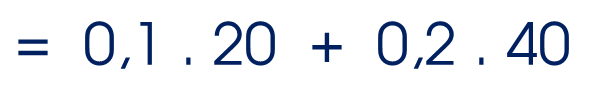 = 0,1 . 20 + 0,2 . 40